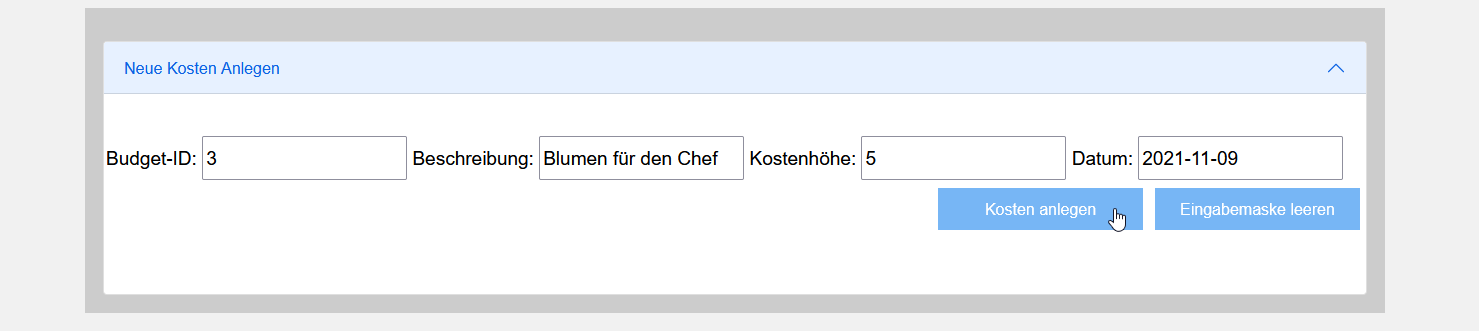 Neue Kosten Anlegen
Budget-ID: 3 Beschreibung: Blumen für den Chef Kostenhöhe: 5 Datum: 2021-11-09
Kosten anlegen Eingabemaske leeren